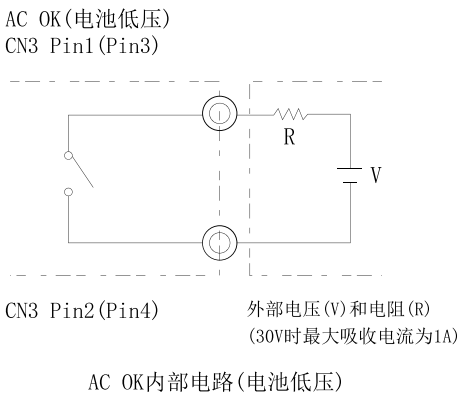 AC OK(电池低压)
CN3 Pin1(Pin3)
R
V
CN3 Pin2(Pin4)
外部电压(V)和电阻(R)
(30V时最大吸收电流为1A)
AC OK内部电路(电池低压)